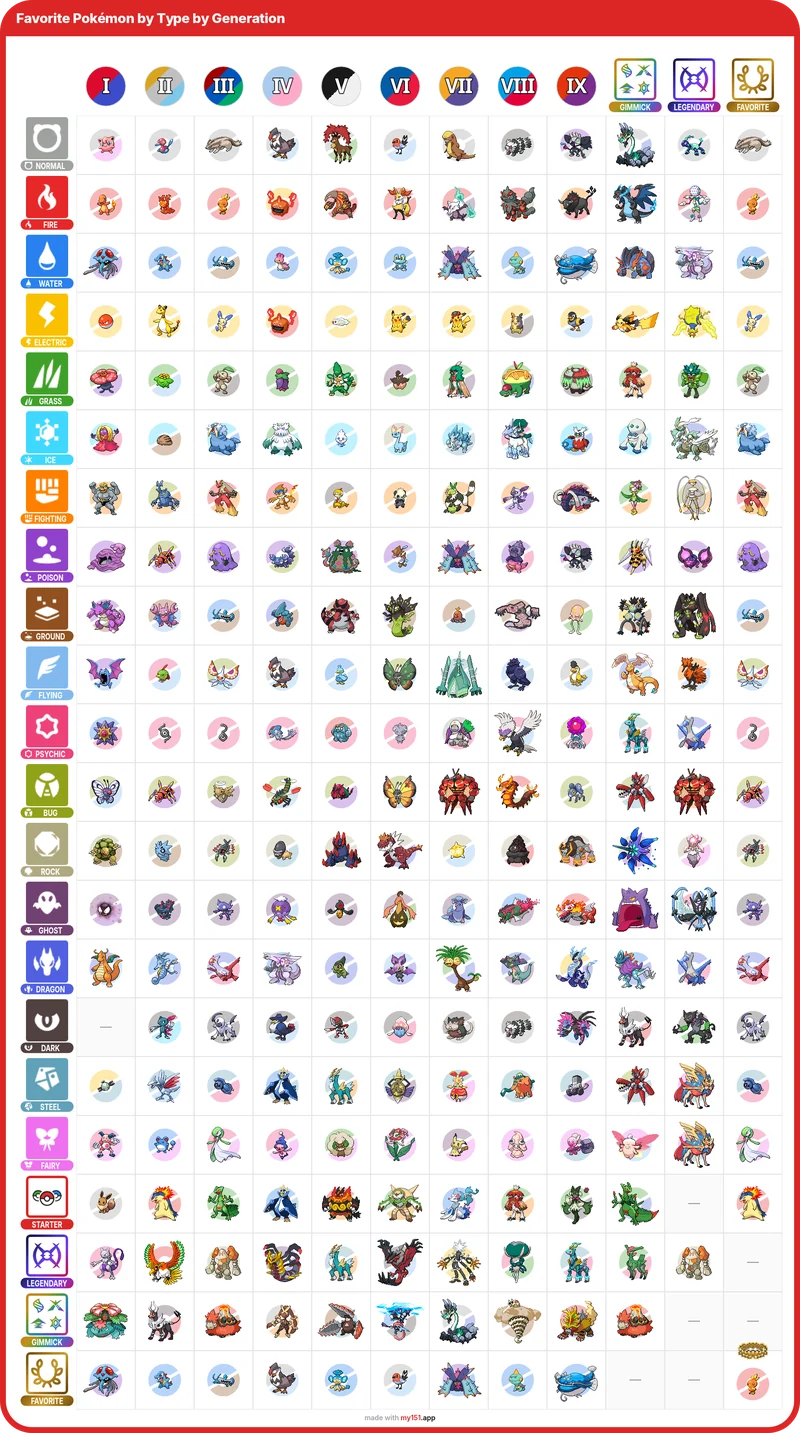 Favorite Pokémon by Type by Generation
I II III IV V VI VII VIII IX
GIMMICK LEGENDARY FAVORITE
NORMAL
FIRE
WATER
ELECTRIC
GRASS
ICE
FIGHTING
POISON
GROUND
FLYING
PSYCHIC
BUG
ROCK
GHOST
DRAGON
DARK
—
STEEL
FAIRY
STARTER
—
LEGENDARY
—
GIMMICK
— —
FAVORITE
— —
made with my151.app